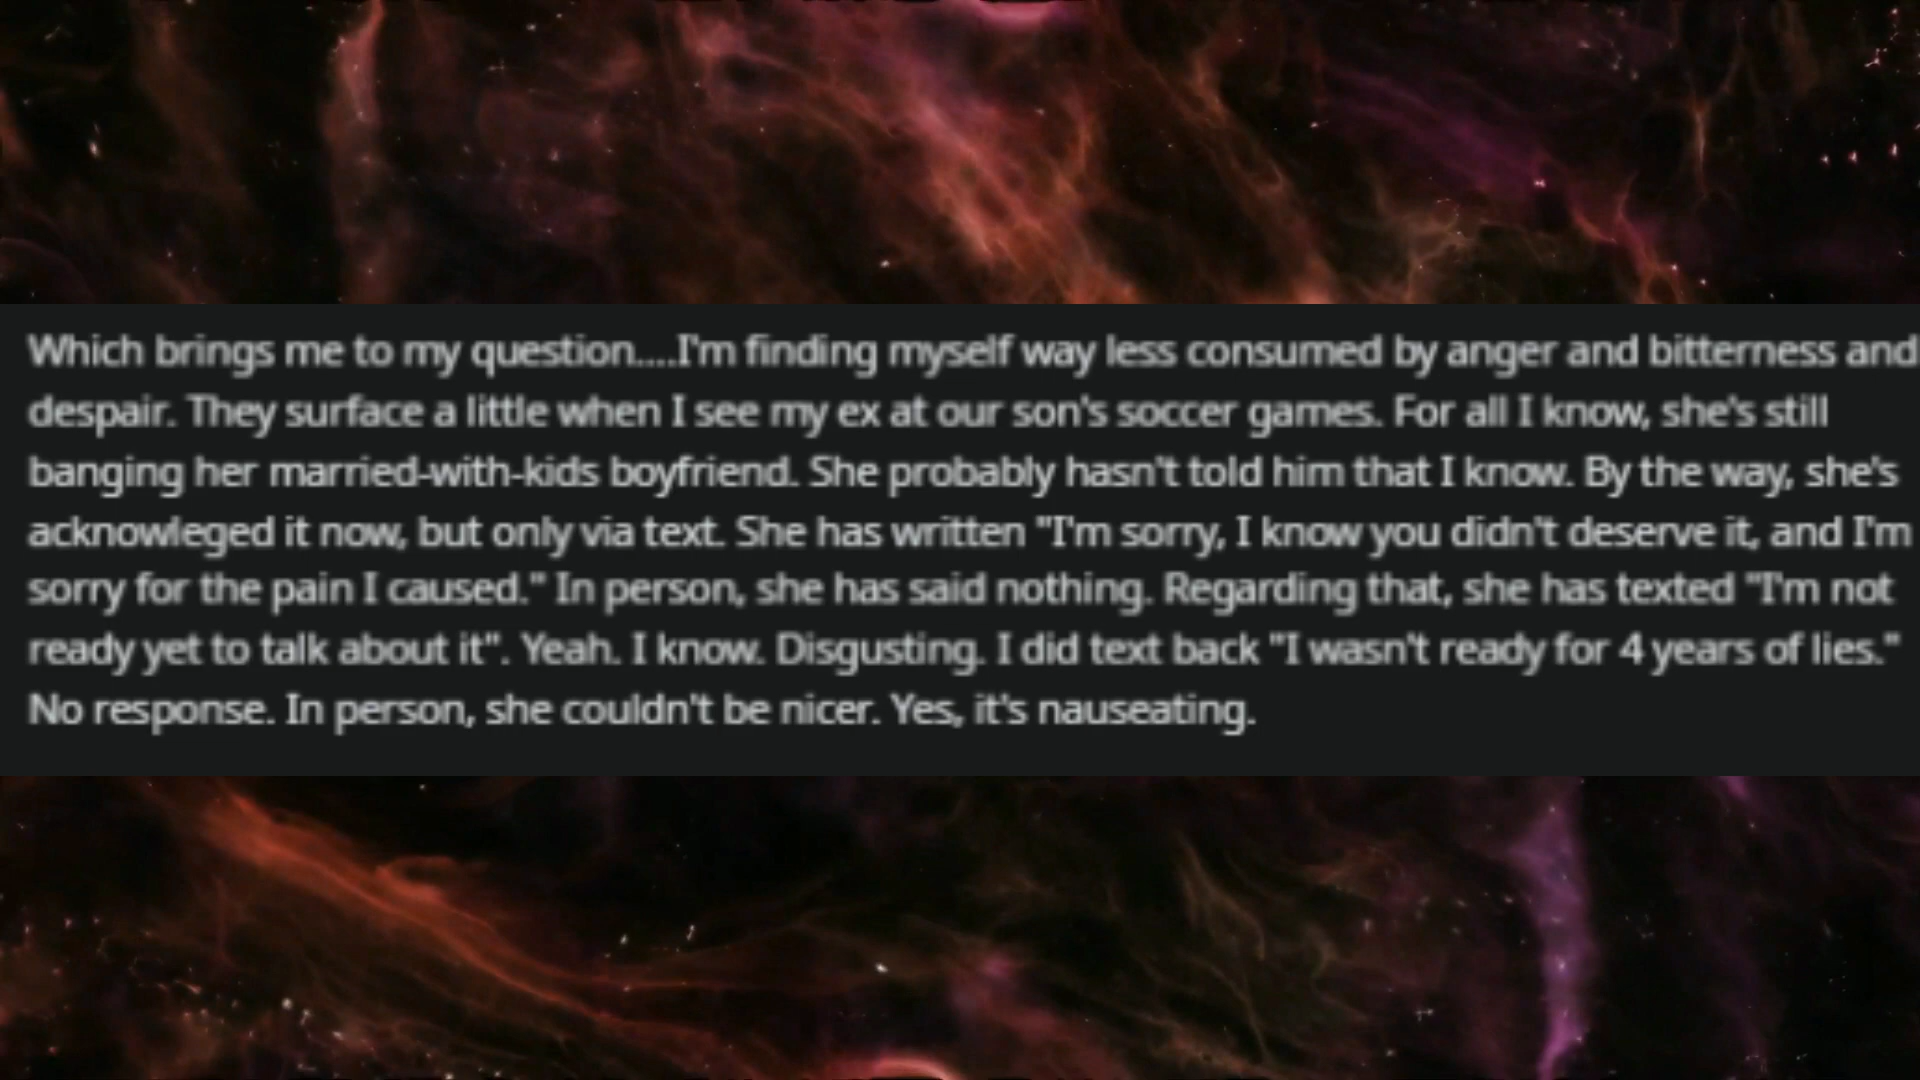 Which brings me to my question....I'm finding myself way less consumed by anger and bitterness and
despair. They surface a little when I see my ex at our son's soccer games. For all I know, she's still
banging her married-with-kids boyfriend. She probably hasn't told him that I know. By the way, she's
acknowleged it now, but only via text. She has written "I'm sorry, I know you didn't deserve it, and I'm
sorry for the pain I caused." In person, she has said nothing. Regarding that, she has texted "I'm not
ready yet to talk about it". Yeah. I know. Disgusting. I did text back "I wasn't ready for 4 years of lies."
No response. In person, she couldn't be nicer. Yes, it's nauseating.